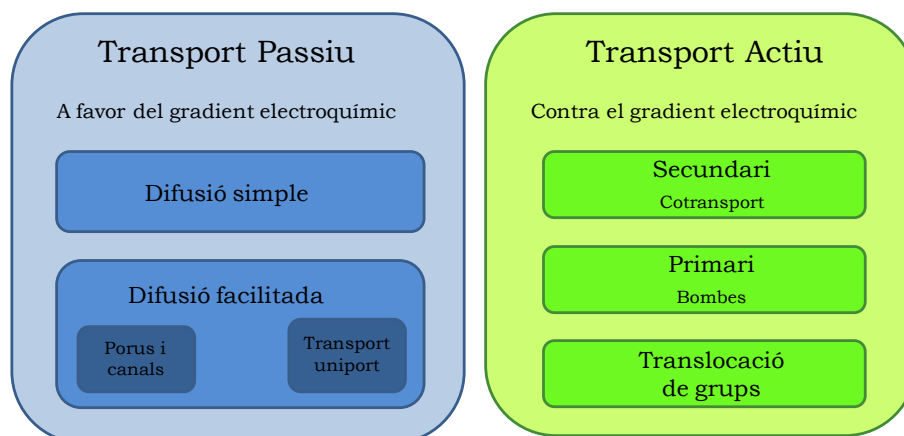 Transport Passiu
A favor del gradient electroquímic
Difusió simple
Difusió facilitada
Porus i
canals
Transport
uniport
Transport Actiu
Contra el gradient electroquímic
Secundari
Cotransport
Primari
Bombes
Translocació
de grups